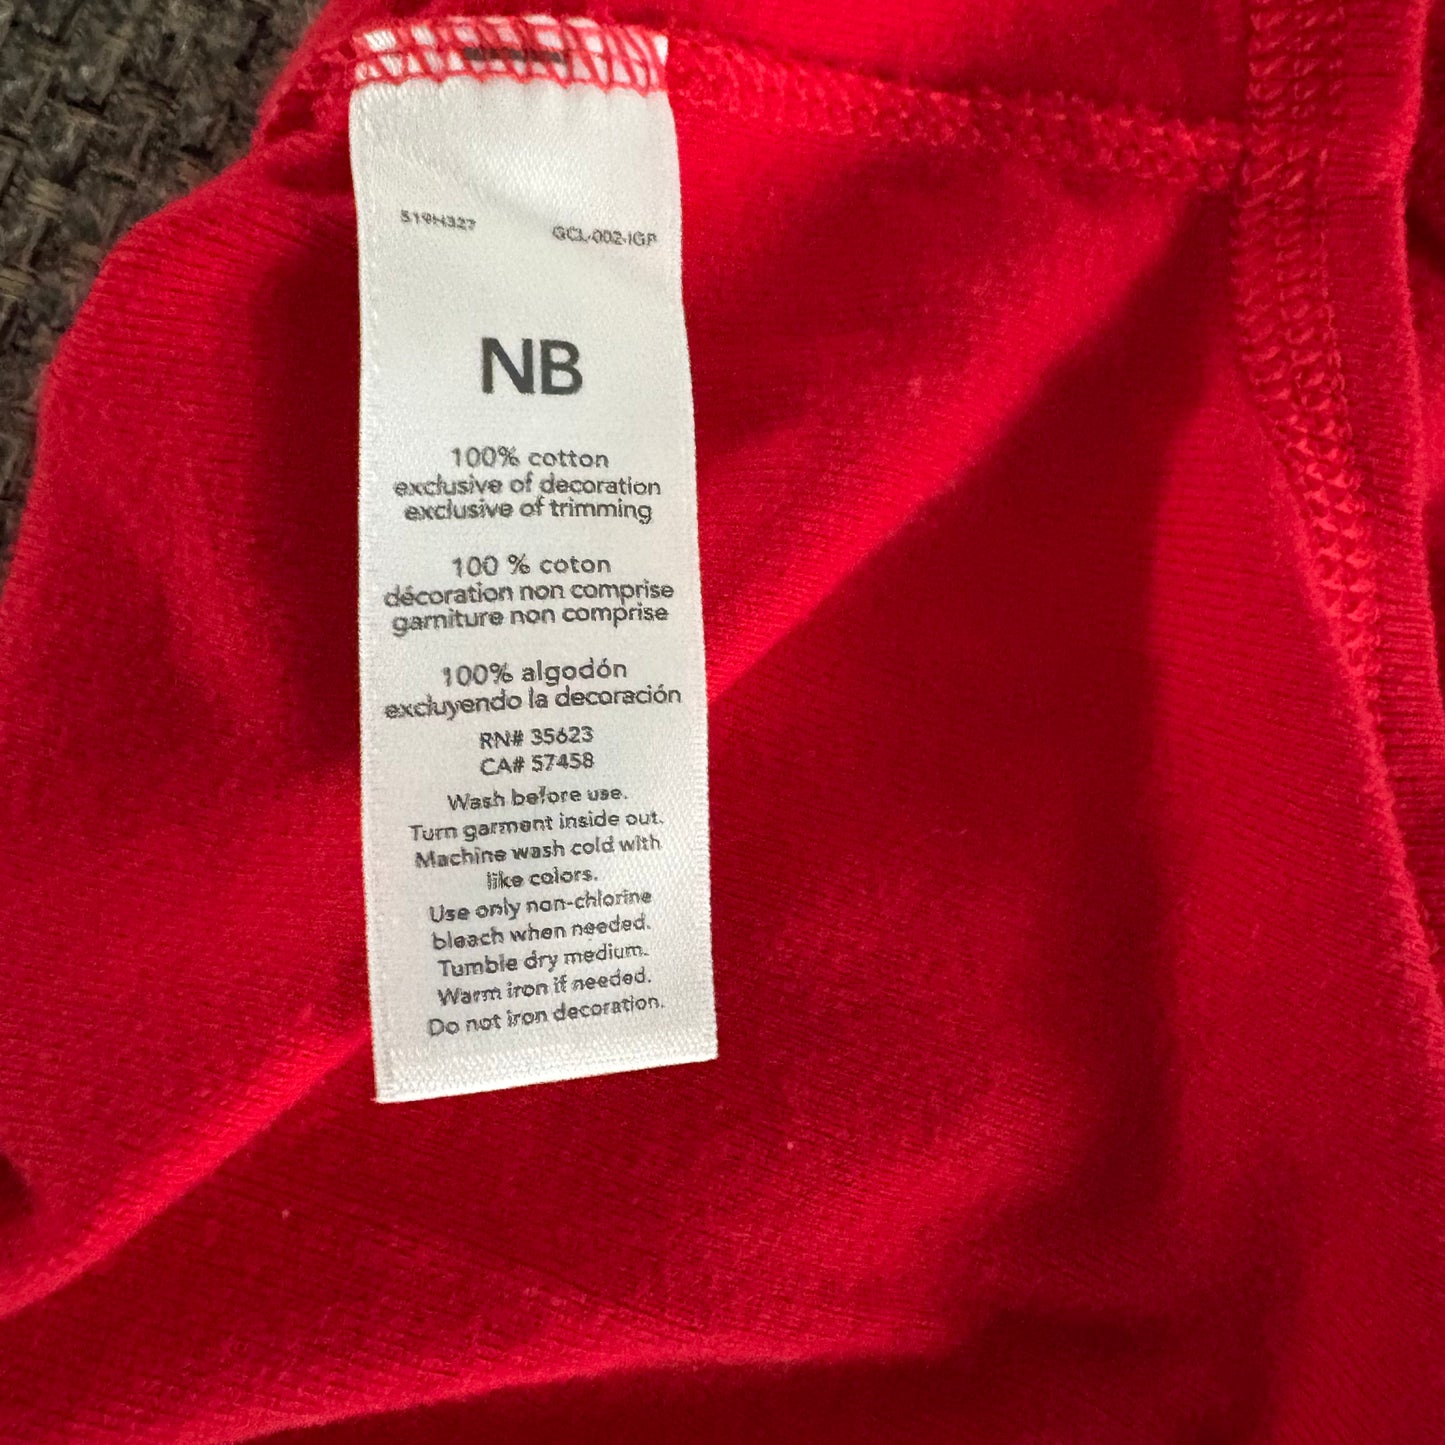 519H327 GCL-002-IGP
NB
100% cotton
exclusive of decoration
exclusive of trimming
100 % coton
décoration non comprise
garniture non comprise
100% algodón
excluyendo la decoración
RN# 35623
CA# 57458
Wash before use.
Turn garment inside out.
Machine wash cold with
like colors.
Use only non-chlorine
bleach when needed.
Tumble dry medium.
Warm iron if needed.
Do not iron decoration.